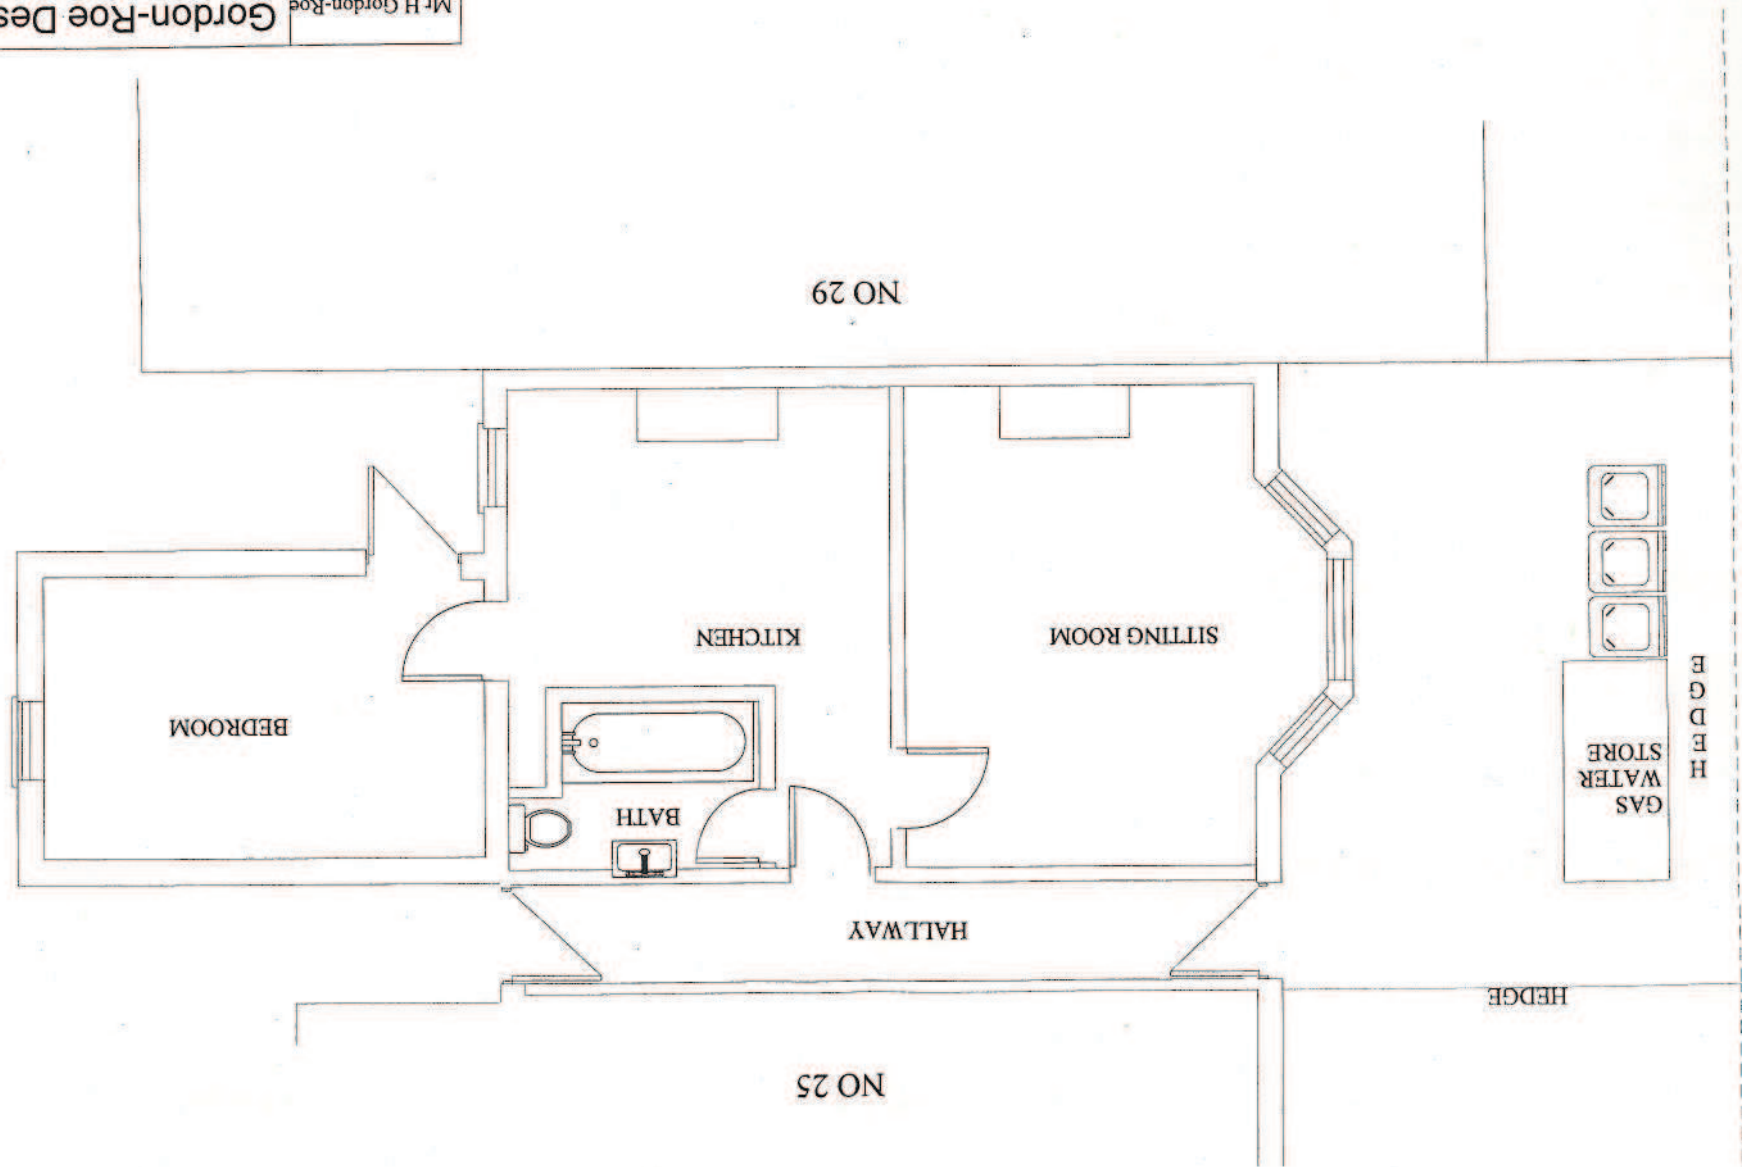 HEDGE
NO 25
HALLWAY
GAS
WATER
STORE
HEDGE
BATH
BEDROOM
SITTING ROOM
KITCHEN
NO 29
Mr H Gordon-Roe
Gordon-Roe Des